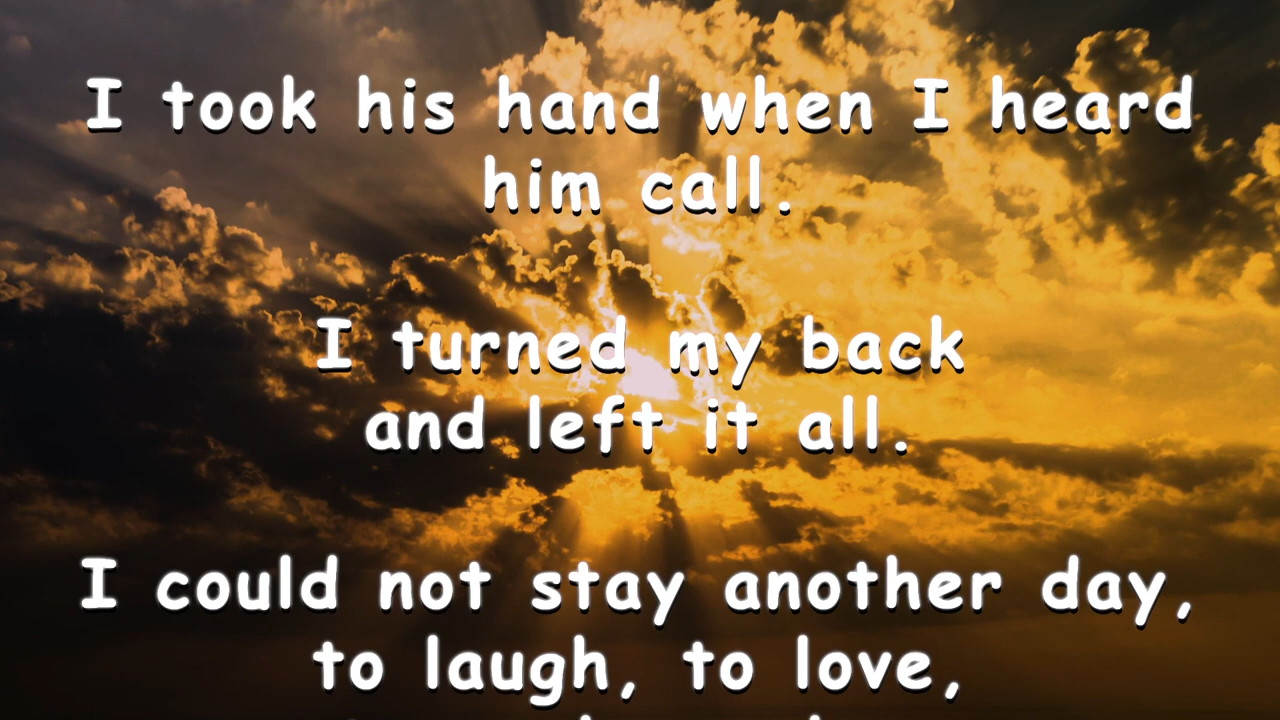 I took his hand when I heard
him call.
I turned my back
and left it all.
I could not stay another day,
to laugh, to love,